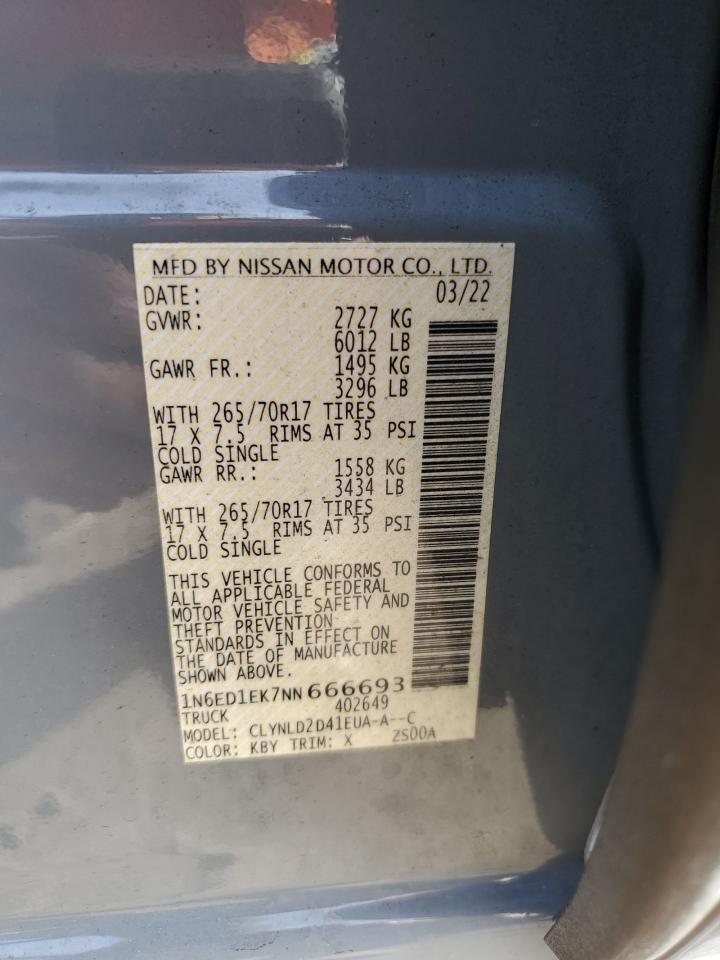 MFD BY NISSAN MOTOR CO., LTD.
DATE: 03/22
GVWR: 2727 KG
6012 LB
GAWR FR.: 1495 KG
3296 LB
WITH 265/70R17 TIRES
17 X 7.5 RIMS AT 35 PSI
COLD SINGLE
GAWR RR.: 1558 KG
3434 LB
WITH 265/70R17 TIRES
17 X 7.5 RIMS AT 35 PSI
COLD SINGLE
THIS VEHICLE CONFORMS TO
ALL APPLICABLE FEDERAL
MOTOR VEHICLE SAFETY AND
THEFT PREVENTION
STANDARDS IN EFFECT ON
THE DATE OF MANUFACTURE
SHOWN ABOVE.
1N6ED1EK7NN666693
TRUCK 402649
MODEL: CLYNLD2D41EUA-A--C
COLOR: KBY TRIM: X ZS00A